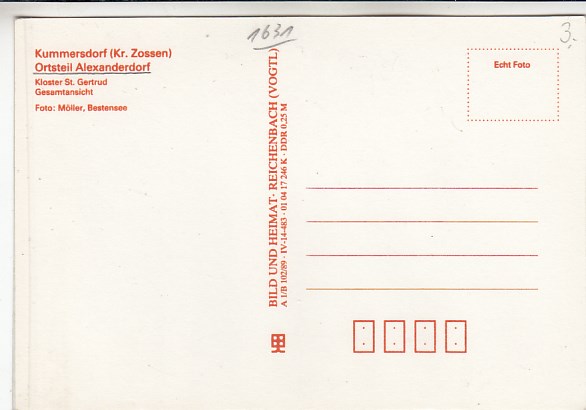 Kummersdorf (Kr. Zossen)
Ortsteil Alexanderdorf
Kloster St. Gertrud
Gesamtansicht
Foto: Möller, Bestensee
1631
BILD UND HEIMAT · REICHENBACH (VOGTL)
A 1/B 102/89 · IV-14-483 · 01 04 17 246 K · DDR 0,25 M
3,-
Echt Foto